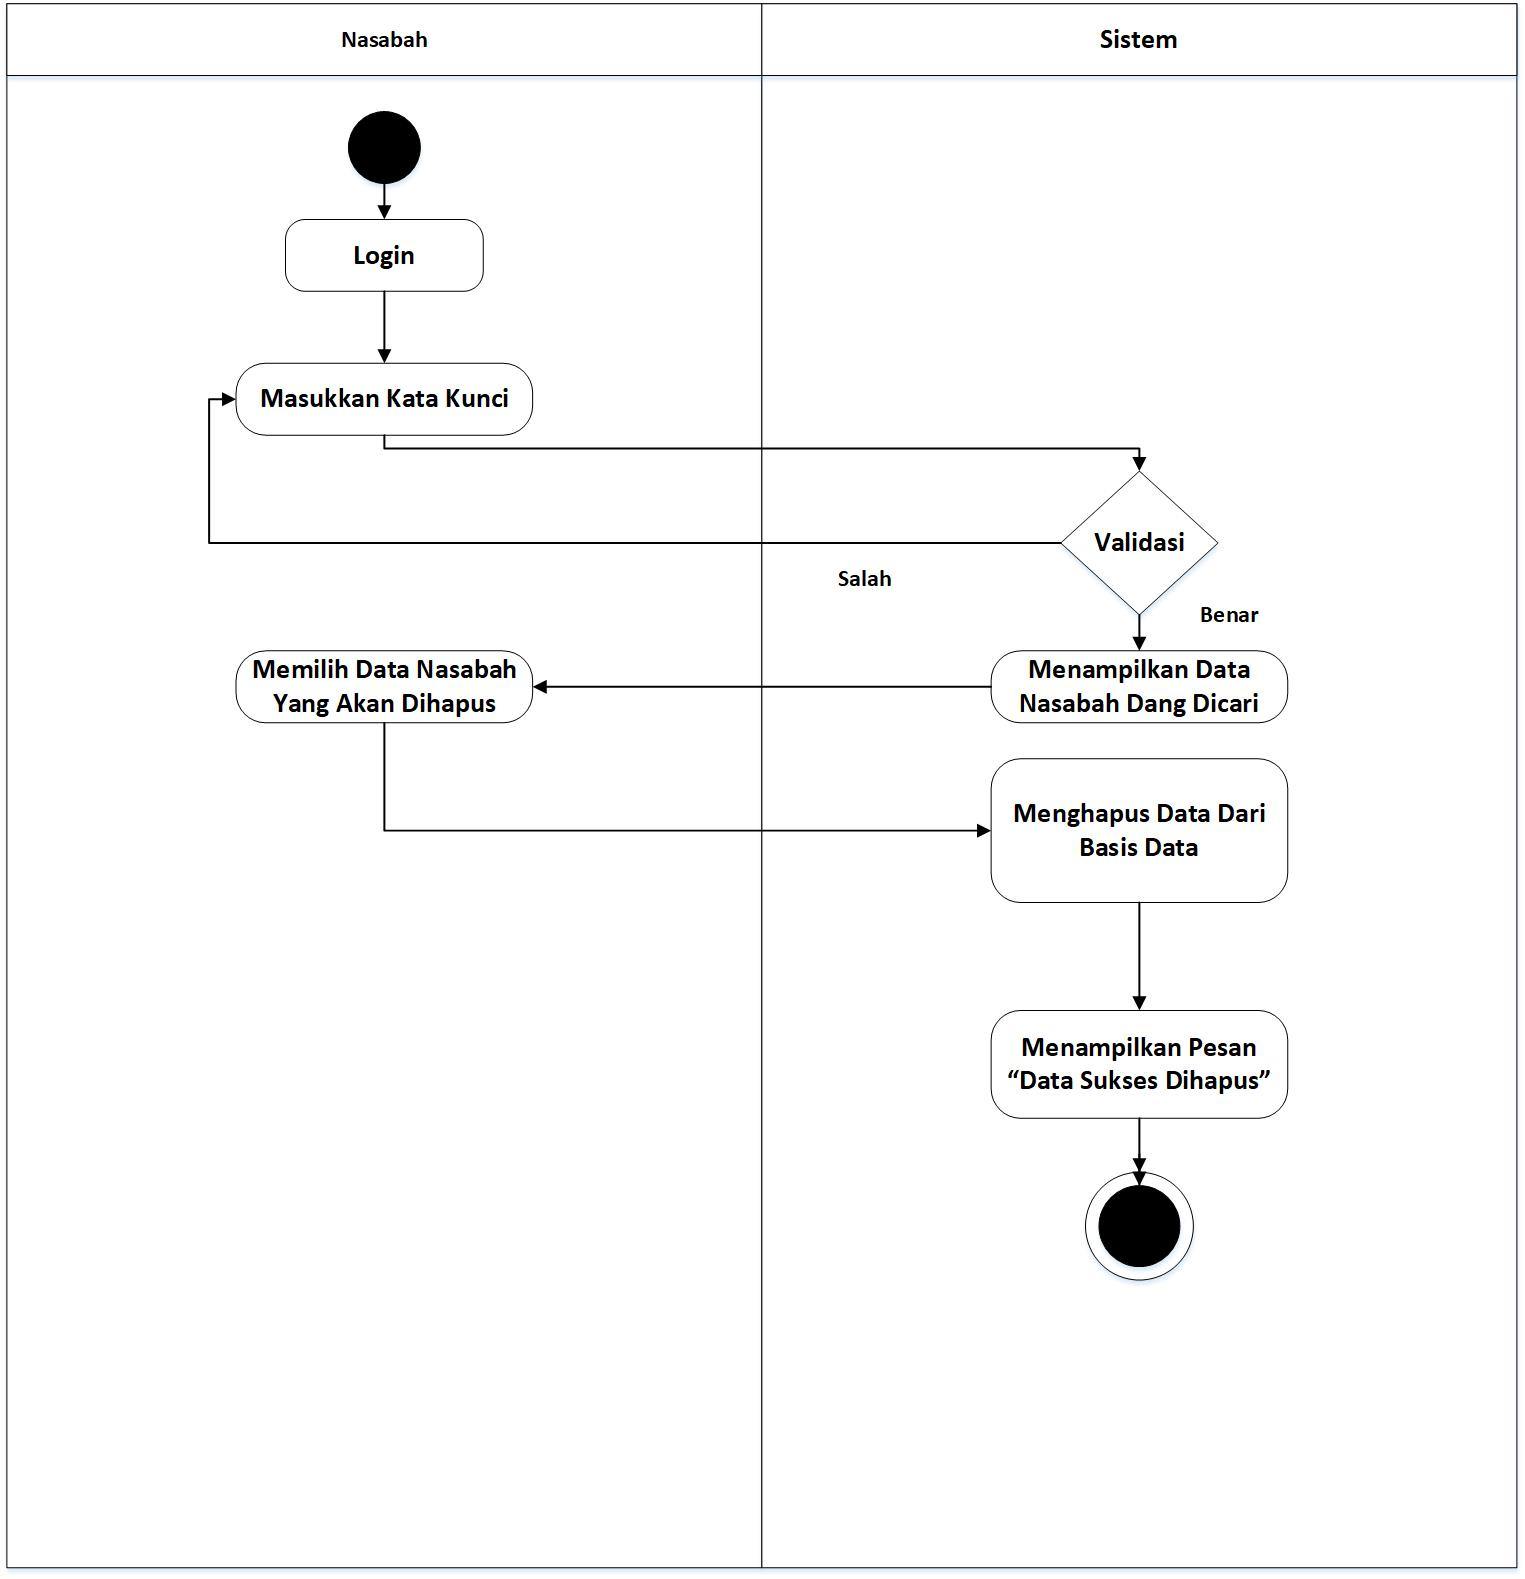 Nasabah
Sistem
Login
Masukkan Kata Kunci
Validasi
Salah
Benar
Memilih Data Nasabah
Yang Akan Dihapus
Menampilkan Data
Nasabah Dang Dicari
Menghapus Data Dari
Basis Data
Menampilkan Pesan
“Data Sukses Dihapus”